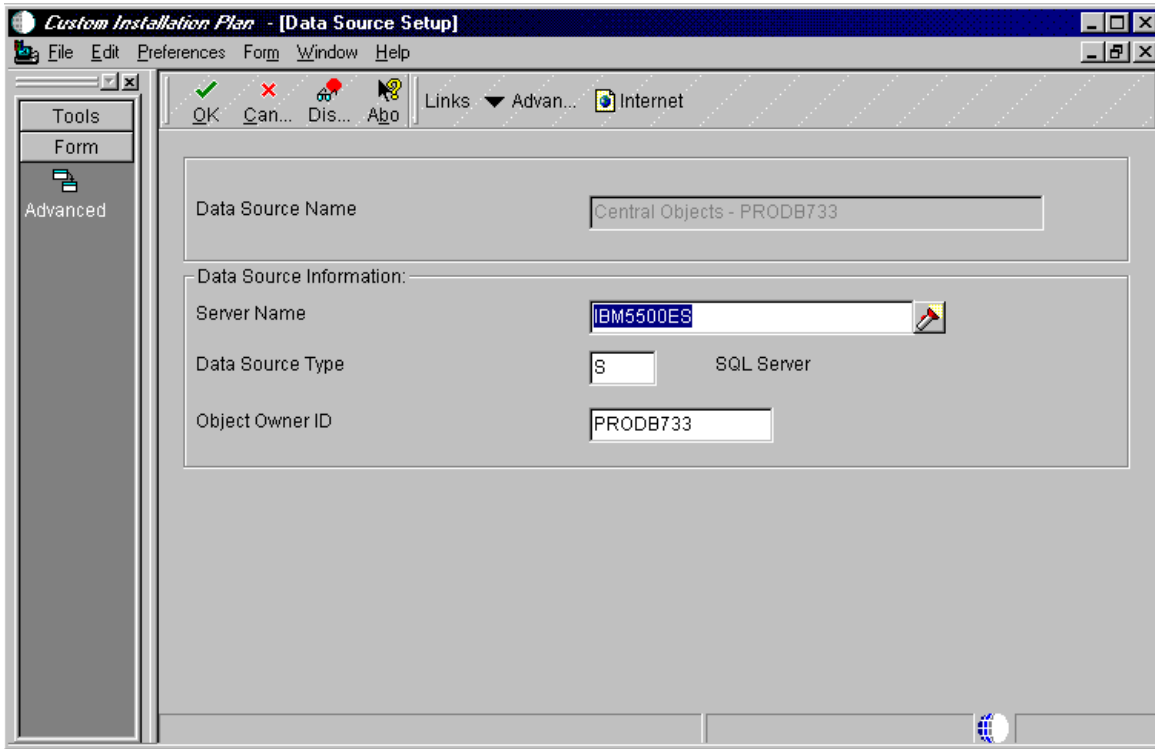 Custom Installation Plan - [Data Source Setup]
File Edit Preferences Form Window Help
Tools
Form
Advanced
OK Can... Dis... Abo Links Advan... Internet
Data Source Name Central Objects - PRODB733
Data Source Information:
Server Name IBM5500ES
Data Source Type S SQL Server
Object Owner ID PRODB733